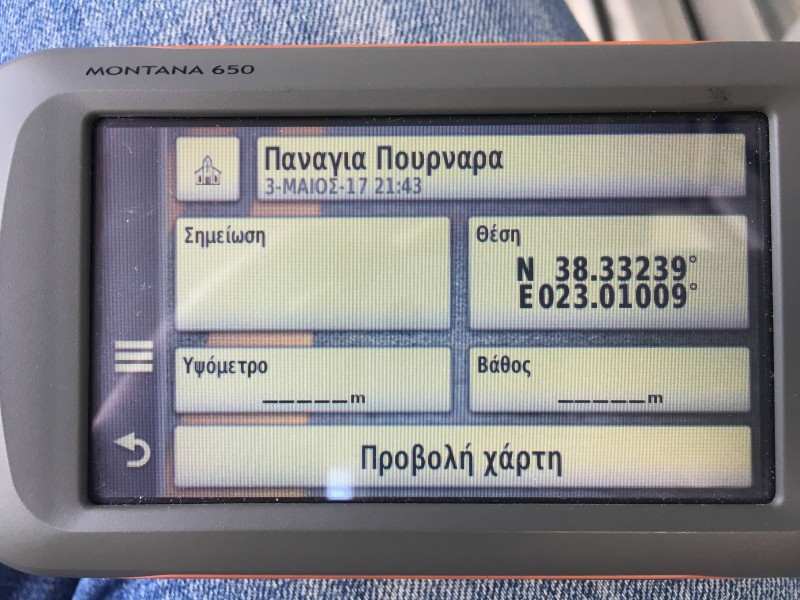 MONTANA 650
Παναγια Πουρναρα
3-ΜΑΙΟΣ-17 21:43
Σημείωση
Θέση
N 38.33239°
E023.01009°
Υψόμετρο
_____m
Βάθος
_____m
Προβολή χάρτη